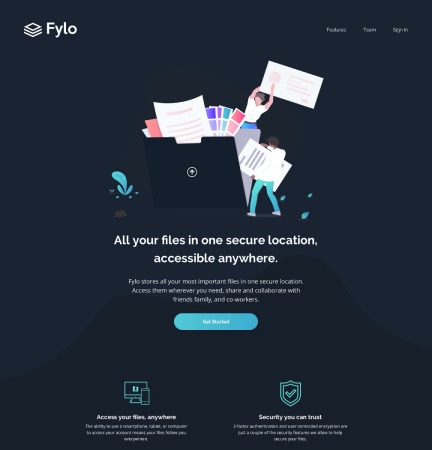 Fylo
Features Team Sign In
All your files in one secure location,
accessible anywhere.
Fylo stores all your most important files in one secure location.
Access them wherever you need, share and collaborate with
friends family, and co-workers.
Get Started
Access your files, anywhere
The ability to use a smartphone, tablet, or computer
to access your account means your files follow you
everywhere.
Security you can trust
2-factor authentication and user-controlled encryption are
just a couple of the security features we allow to help
secure your files.